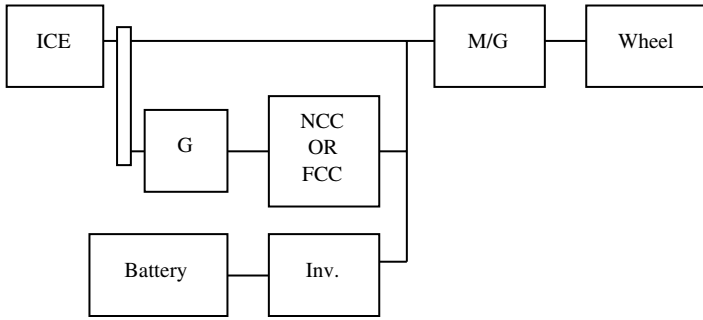 ICE
M/G
Wheel
G
NCC
OR
FCC
Battery
Inv.